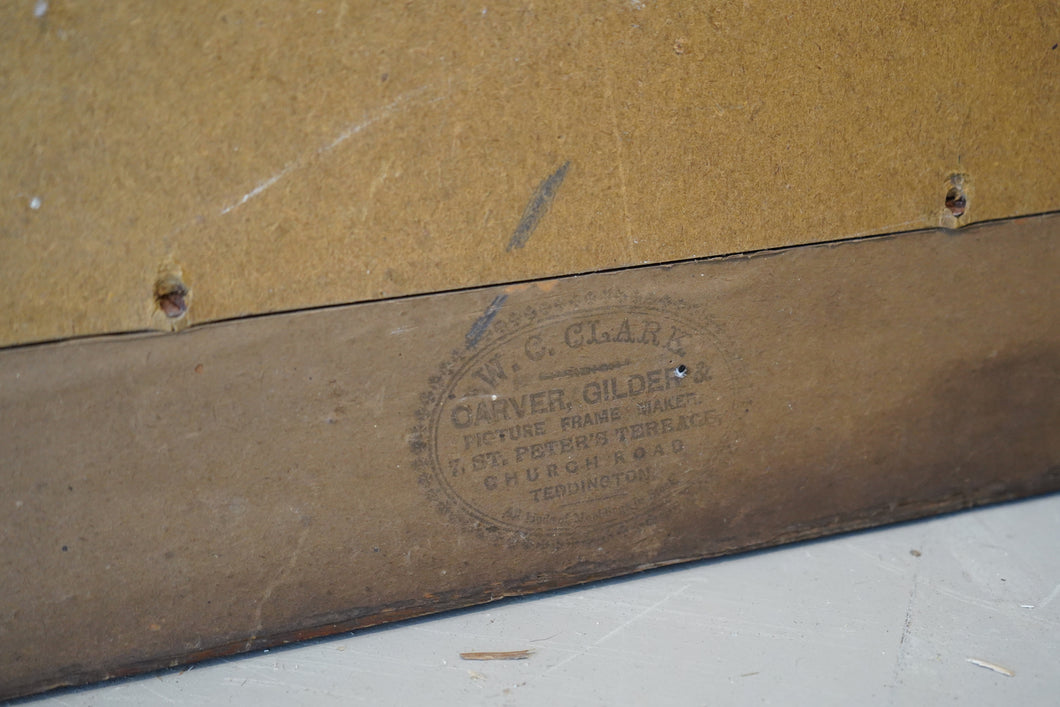 W. C. CLARK,
CARVER, GILDER &
PICTURE FRAME MAKER.
7, ST. PETER'S TERRACE,
CHURCH ROAD
TEDDINGTON.